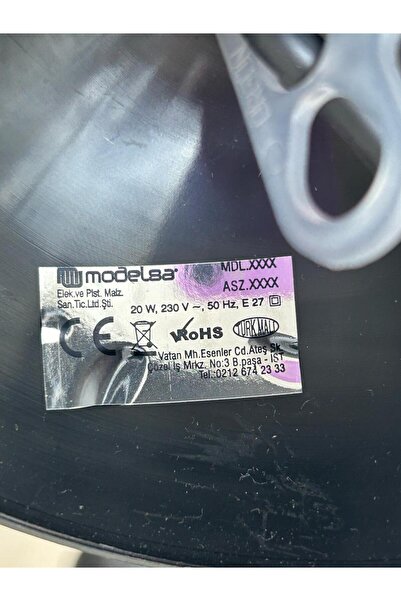 modelsa® MDL.XXXX
Elek.ve Plst. Malz. ASZ.XXXX
San.Tic.Ltd.Şti.
20 W, 230 V ~, 50 Hz, E 27
CE RoHS TÜRK MALI
Vatan Mh.Esenler Cd.Ateş Sk.
Güzel İş Mrkz. No:3 B.paşa - İST
Tel.:0212 674 23 33